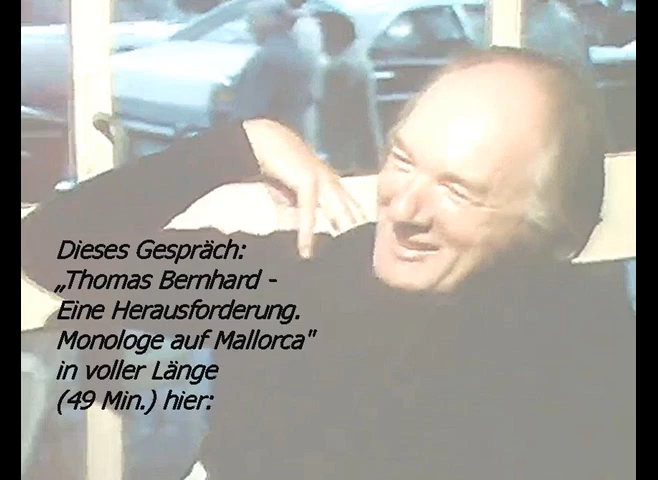 Dieses Gespräch:
„Thomas Bernhard -
Eine Herausforderung.
Monologe auf Mallorca"
in voller Länge
(49 Min.) hier: